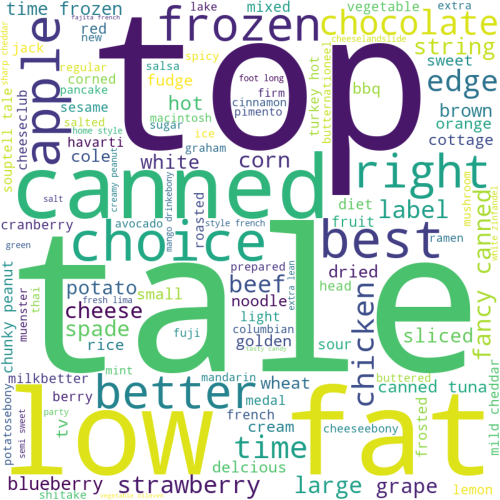 time frozen
fajita french
red
new
lake
frozen
mixed
vegetable
extra
chocolate
cheeselandslide
string
sharp cheddar
jack
regular
corned
pancake
sesame
salted
home style
havarti
cole
souptell tale
cheeseclub
apple
top
spicy
salsa
fudge
hot
macintosh
sugar
ice
graham
white
foot long
firm
cinnamon
pimento
corn
turkey hot
butternationeel
bbq
sweet
edge
brown
orange
cottage
right
canned
creamy peanut
salt
cranberry
avocado
mango drinkebony
roasted
style french
choice
diet
label
fruit
best
mushroom
white zinfandel
ramen
fancy canned
green
chunky peanut
muenster
thai
potato
fresh lima
cheese
spade
rice
small
mint
tale
fuji
prepared
beef
noodle
light
columbian
golden
tasty candy
extra lean
dried
head
sour
chicken
sliced
buttered
canned tuna
mild cheddar
frosted
milkbetter
berry
party
tv
potatosebony
semi sweet
better
mandarin
wheat
medal
french
cream
cheeseebony
low fat
time
delcious
blueberry
strawberry
shitake
large
grape
lemon